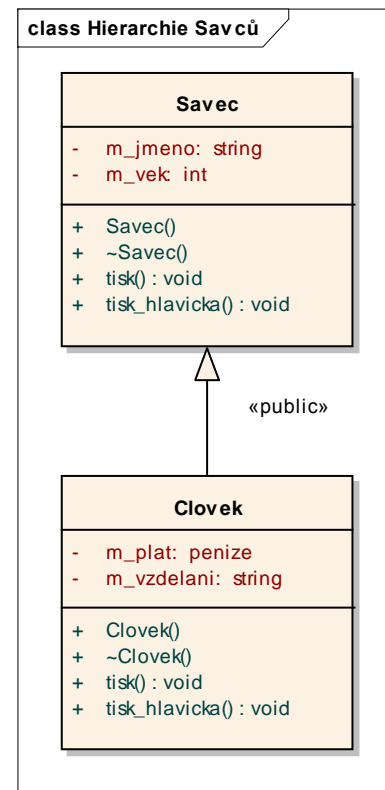 class Hierarchie Savců
Savec
- m_jmeno: string
- m_vek: int
+ Savec()
+ ~Savec()
+ tisk() : void
+ tisk_hlavicka() : void
«public»
Clovek
- m_plat: penize
- m_vzdelani: string
+ Clovek()
+ ~Clovek()
+ tisk() : void
+ tisk_hlavicka() : void